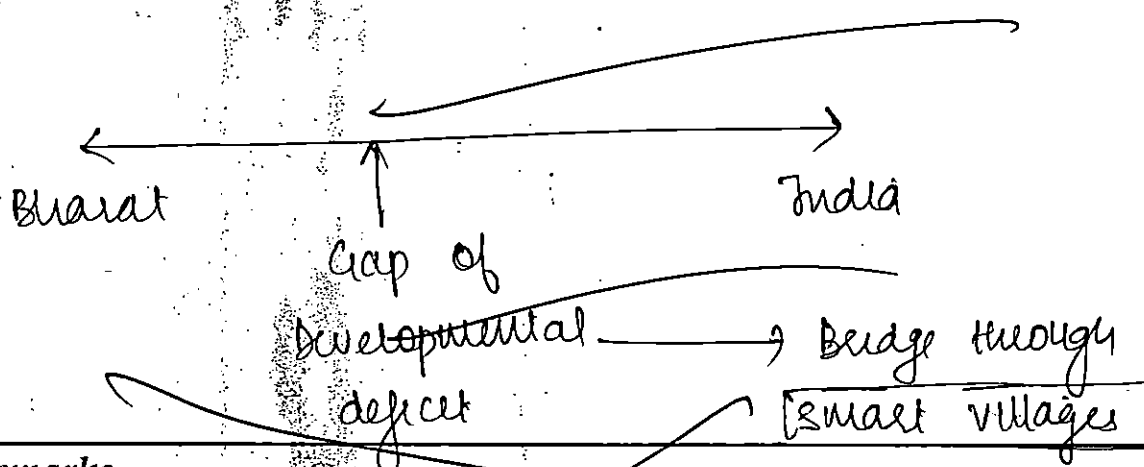 Bharat India
Gap of
Developmental → Bridge through
deficit [smart villages